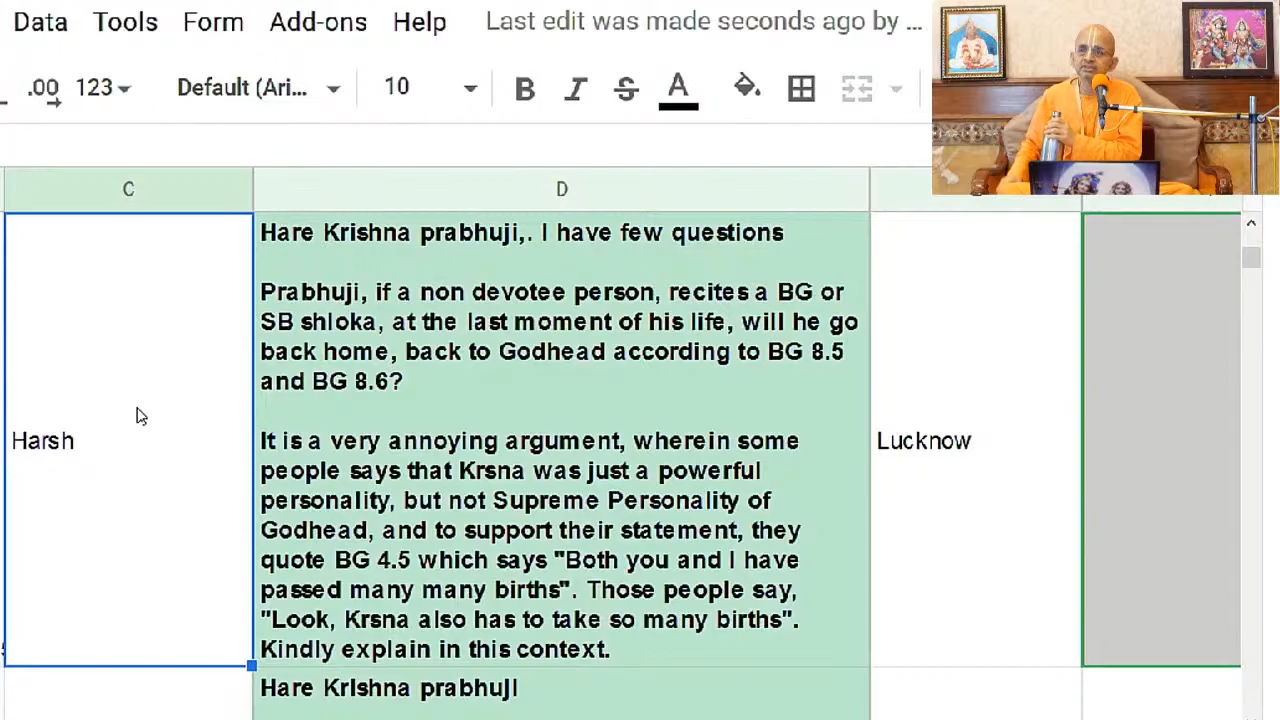 Data Tools Form Add-ons Help Last edit was made seconds ago by ...
.00 123 Default (Ari... 10 B I S A
C D
Hare Krishna prabhuji,. I have few questions
Prabhuji, if a non devotee person, recites a BG or
SB shloka, at the last moment of his life, will he go
back home, back to Godhead according to BG 8.5
and BG 8.6?
Harsh
It is a very annoying argument, wherein some
people says that Krsna was just a powerful
personality, but not Supreme Personality of
Godhead, and to support their statement, they
quote BG 4.5 which says "Both you and I have
passed many many births". Those people say,
"Look, Krsna also has to take so many births".
Kindly explain in this context.
Lucknow
Hare KrIshna prabhujI